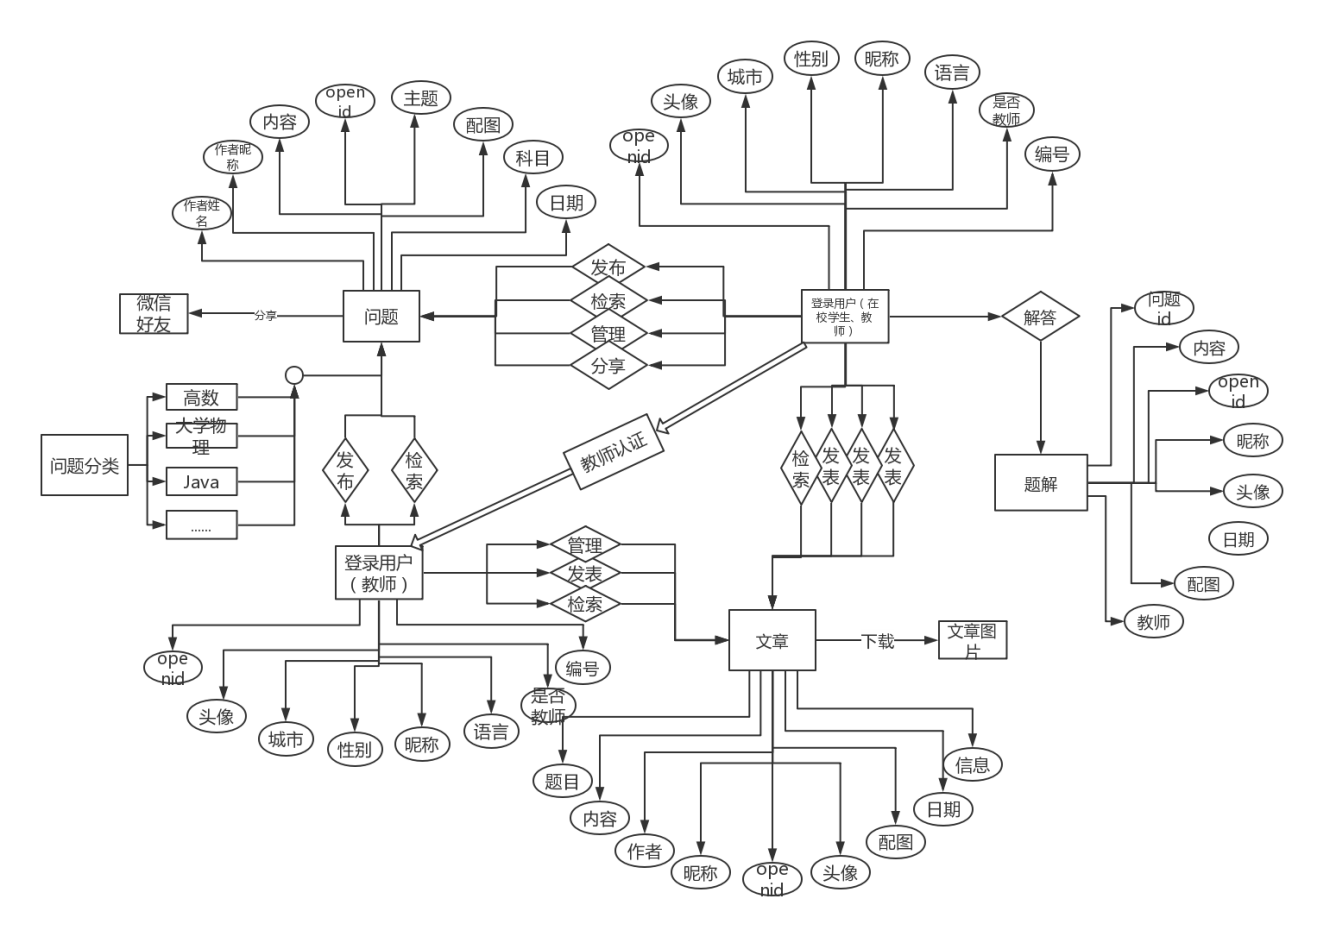 性别
昵称
城市
语言
open
id
主题
头像
是否
教师
内容
配图
ope
nid
编号
作者昵
称
科目
作者姓
名
日期
发布
检索
管理
分享
微信
好友
分享
问题
登录用户（在
校学生、教
师）
解答
问题
id
内容
open
id
昵称
头像
日期
配图
教师
题解
高数
大学物
理
Java
......
问题分类
发
布
检
索
教师认证
检
索
发
表
发
表
发
表
登录用户
（教师）
管理
发表
检索
文章
下载
文章图
片
ope
nid
头像
城市
性别
昵称
语言
是否
教师
编号
题目
内容
作者
昵称
ope
nid
头像
配图
日期
信息